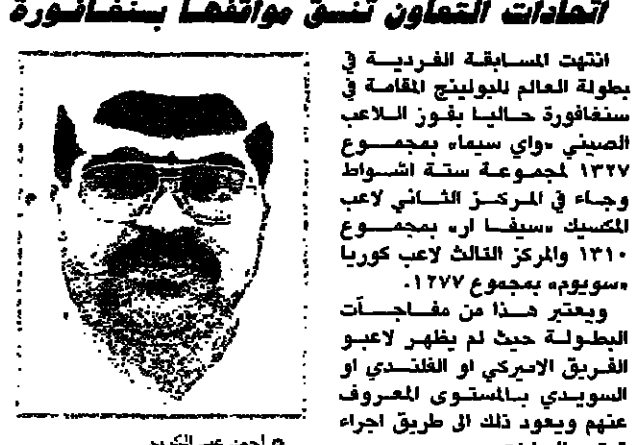 اتحادات التعاون تنسق مواقفها بسنغافورة
انتهت المسابقة الفردية في
بطولة العالم للبولينج المقامة في
سنغافورة حاليا بفوز اللاعب
الصيني «واي سيما» بمجموع
١٣٢٧ لمجموعة ستة اشواط
وجاء في المركز الثاني لاعب
المكسيك «سيفا ار» بمجموع
١٣١٠ والمركز الثالث لاعب كوريا
«سويوم» بمجموع ١٢٧٧.
ويعتبر هذا من مفاجآت
البطولة حيث لم يظهر لاعبو
الفريق الاميركي او الفلندي او
السويدي بالمستوى المعروف
عنهم ويعود ذلك الى طريق اجراء